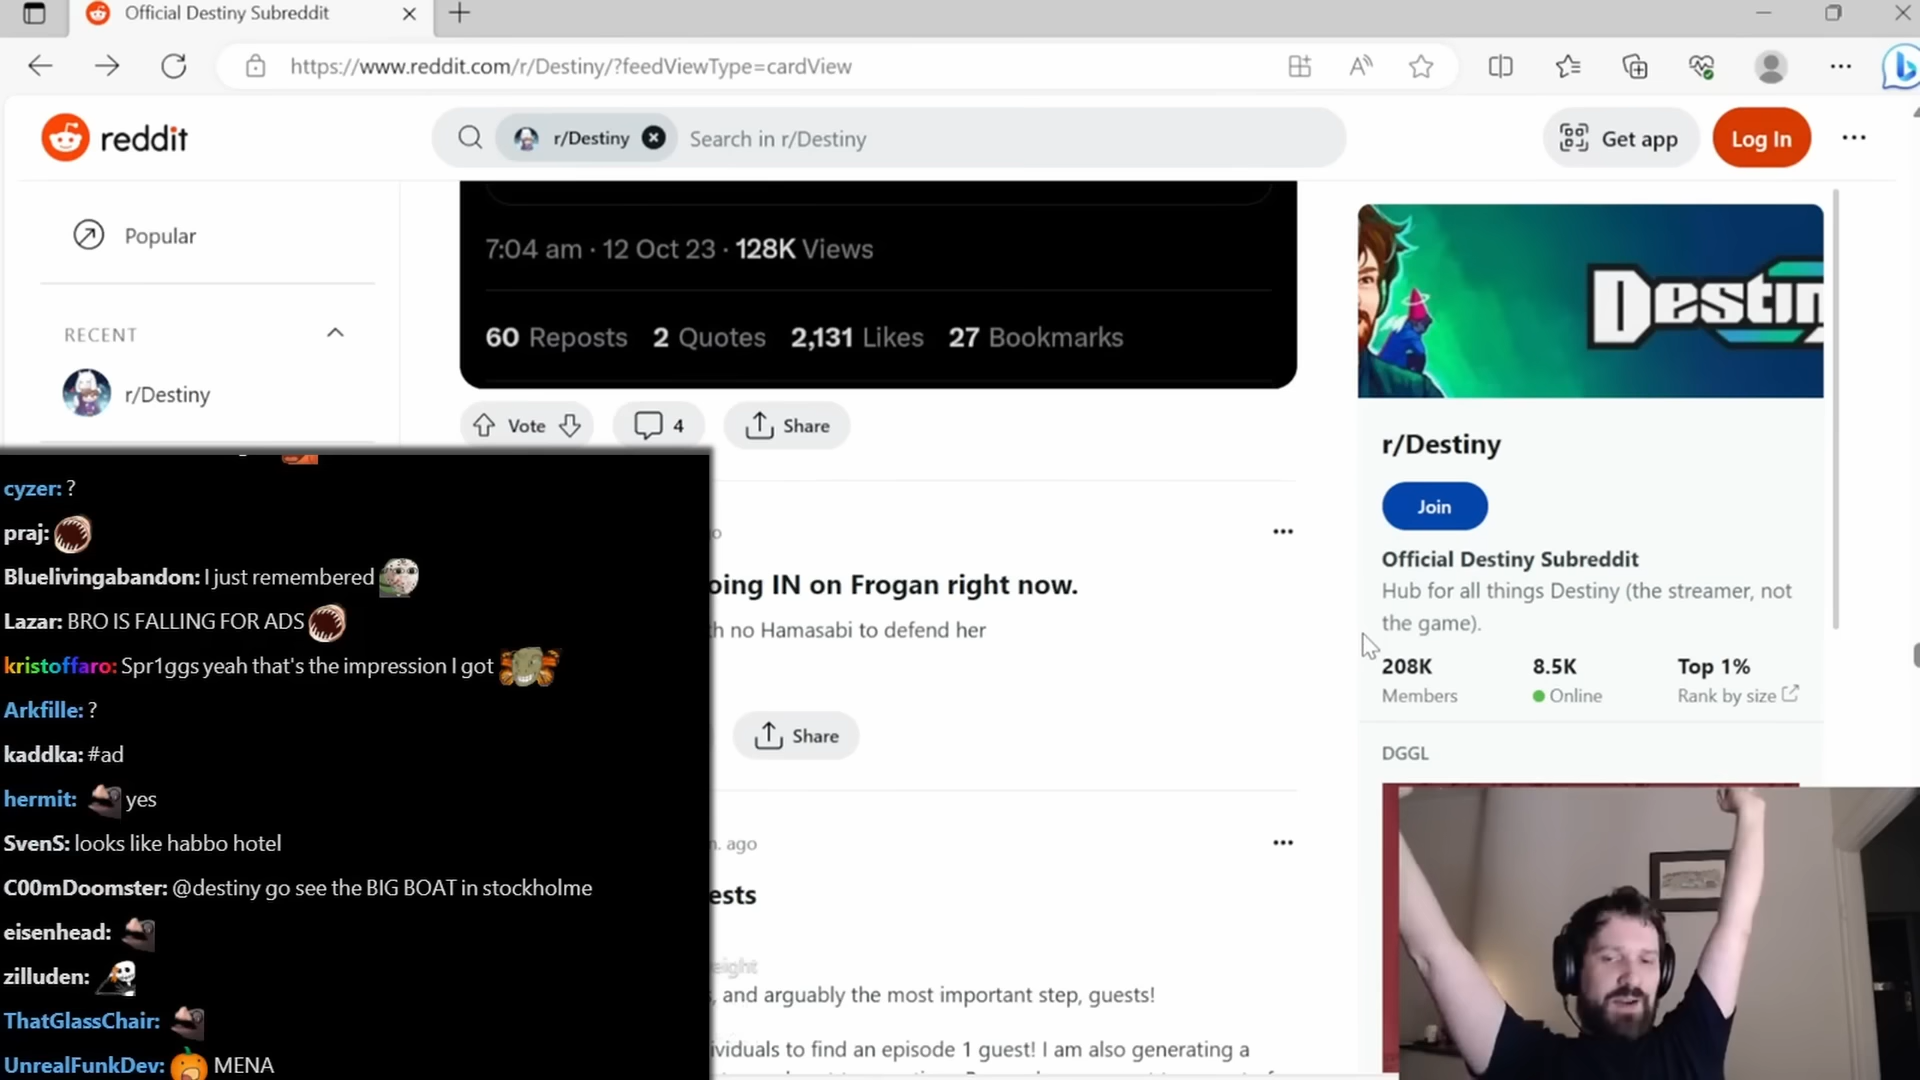 Official Destiny Subreddit
https://www.reddit.com/r/Destiny/?feedViewType=cardView
reddit
r/Destiny
Search in r/Destiny
Get app
Log In
Popular
RECENT
r/Destiny
7:04 am · 12 Oct 23 · 128K Views
60 Reposts 2 Quotes 2,131 Likes 27 Bookmarks
Vote
4
Share
oing IN on Frogan right now.
h no Hamasabi to defend her
Share
. ago
ests
eight
, and arguably the most important step, guests!
viduals to find an episode 1 guest! I am also generating a
Destin
r/Destiny
Join
Official Destiny Subreddit
Hub for all things Destiny (the streamer, not
the game).
208K 8.5K Top 1%
Members Online Rank by size
DGGL
cyzer: ?
praj:
Bluelivingabandon: I just remembered
Lazar: BRO IS FALLING FOR ADS
kristoffaro: Spr1ggs yeah that's the impression I got
Arkfille: ?
kaddka: #ad
hermit: yes
SvenS: looks like habbo hotel
C00mDoomster: @destiny go see the BIG BOAT in stockholme
eisenhead:
zilluden:
ThatGlassChair:
UnrealFunkDev: MENA